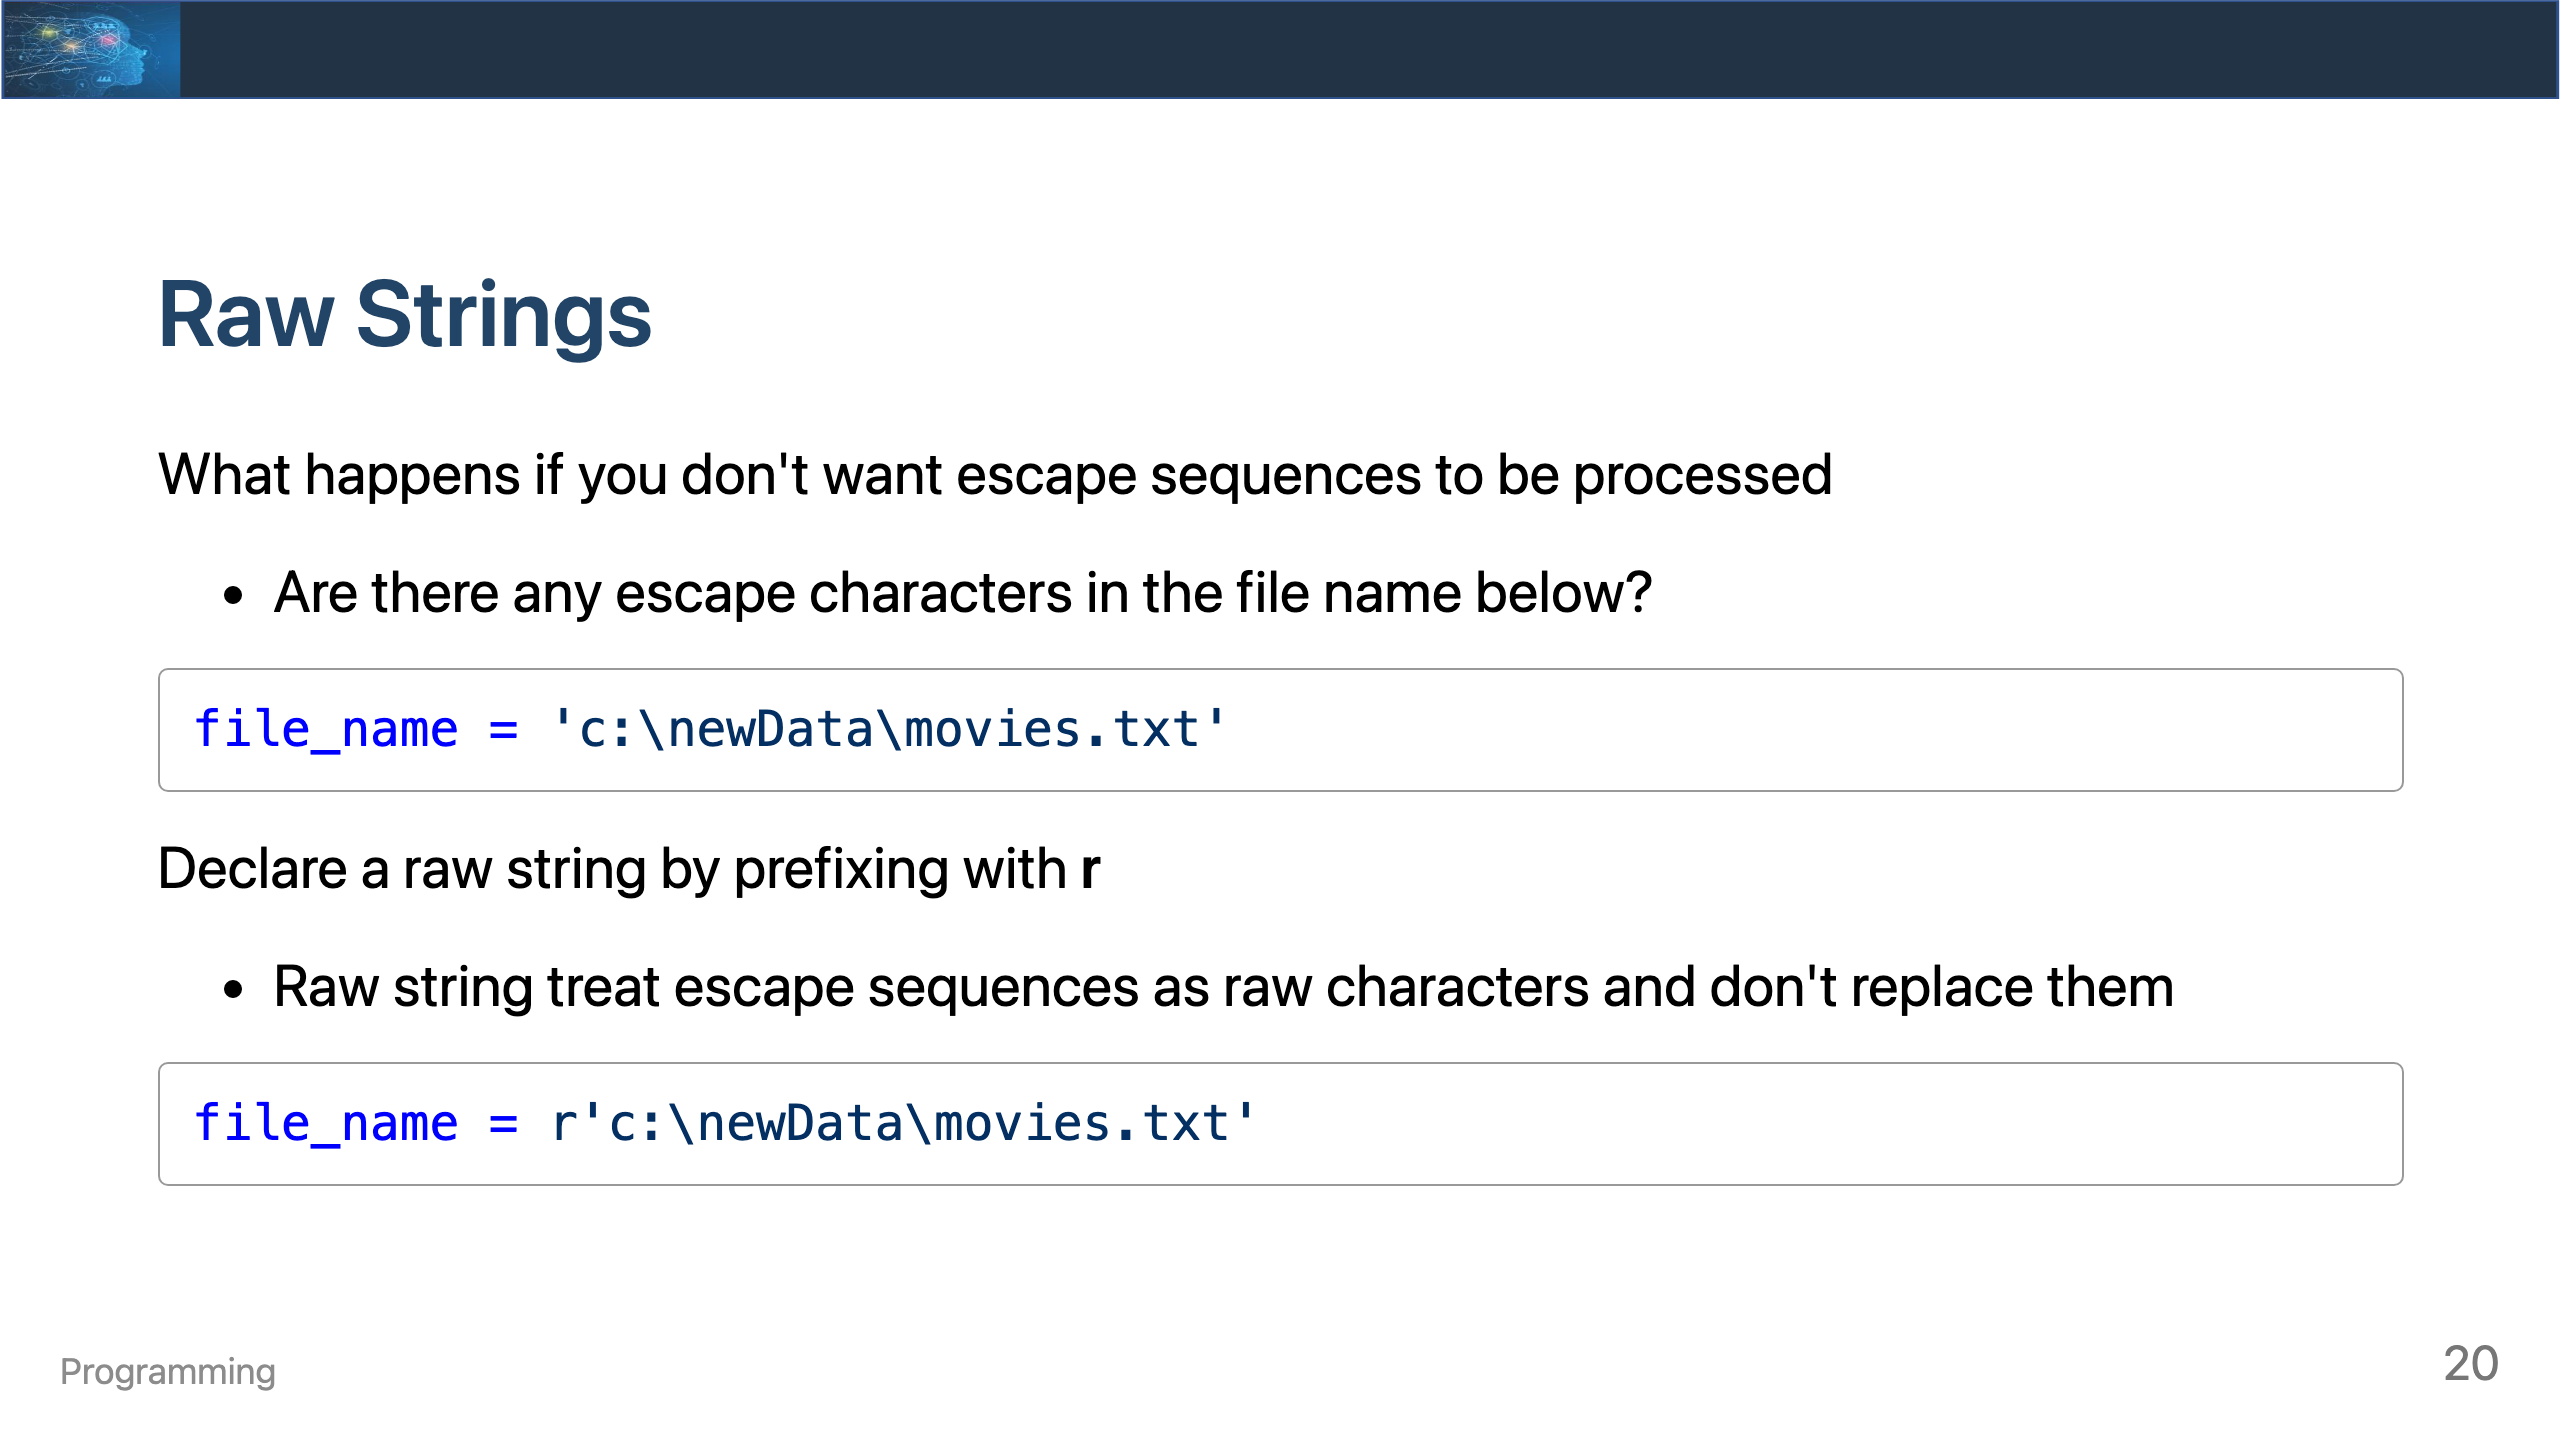 Raw Strings
What happens if you don't want escape sequences to be processed
• Are there any escape characters in the file name below?
file_name = 'c:\newData\movies.txt'
Declare a raw string by prefixing with r
• Raw string treat escape sequences as raw characters and don't replace them
file_name = r'c:\newData\movies.txt'
Programming
20